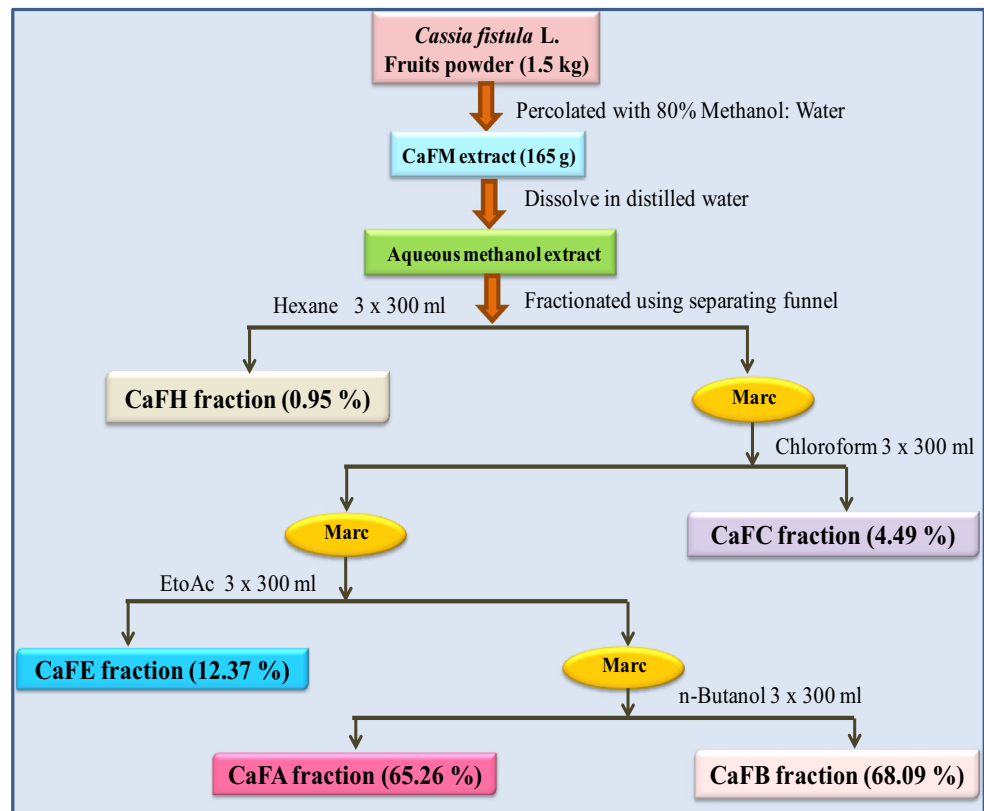 Cassia fistula L.
Fruits powder (1.5 kg)
Percolated with 80% Methanol: Water
CaFM extract (165 g)
Dissolve in distilled water
Aqueous methanol extract
Hexane 3 x 300 ml
Fractionated using separating funnel
CaFH fraction (0.95 %)
Marc
Chloroform 3 x 300 ml
Marc
CaFC fraction (4.49 %)
EtoAc 3 x 300 ml
CaFE fraction (12.37 %)
Marc
n-Butanol 3 x 300 ml
CaFA fraction (65.26 %)
CaFB fraction (68.09 %)